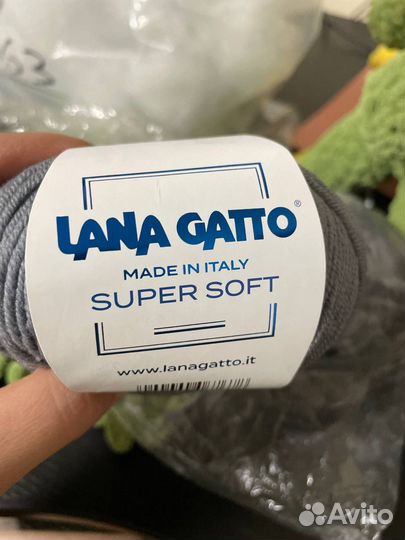 LANA GATTO®
MADE IN ITALY
SUPER SOFT
www.lanagatto.it
Avito